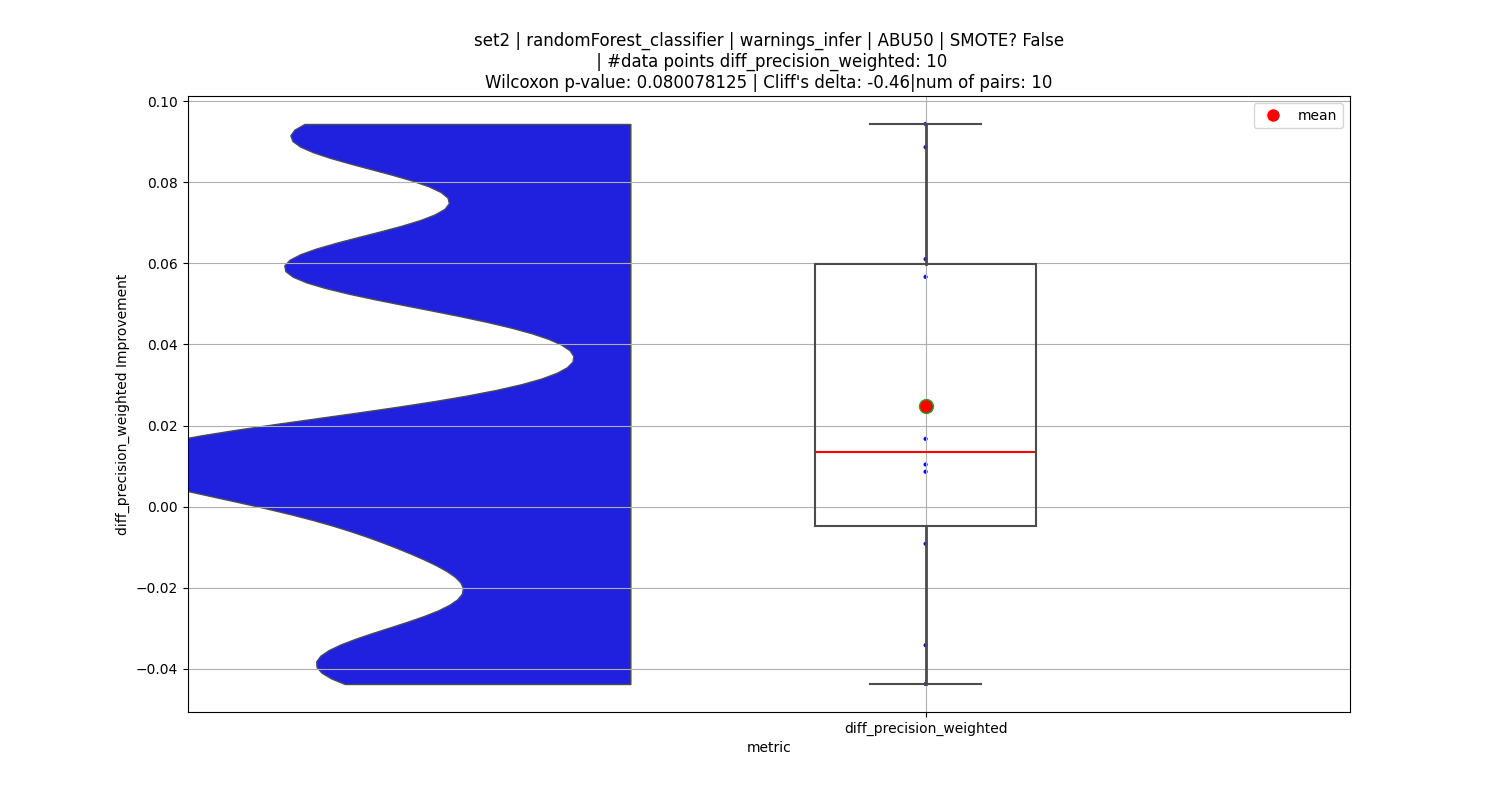 set2 | randomForest_classifier | warnings_infer | ABU50 | SMOTE? False
| #data points diff_precision_weighted: 10
Wilcoxon p-value: 0.080078125 | Cliff's delta: -0.46|num of pairs: 10
mean
0.10
0.08
0.06
0.04
0.02
0.00
−0.02
−0.04
diff_precision_weighted Improvement
diff_precision_weighted
metric